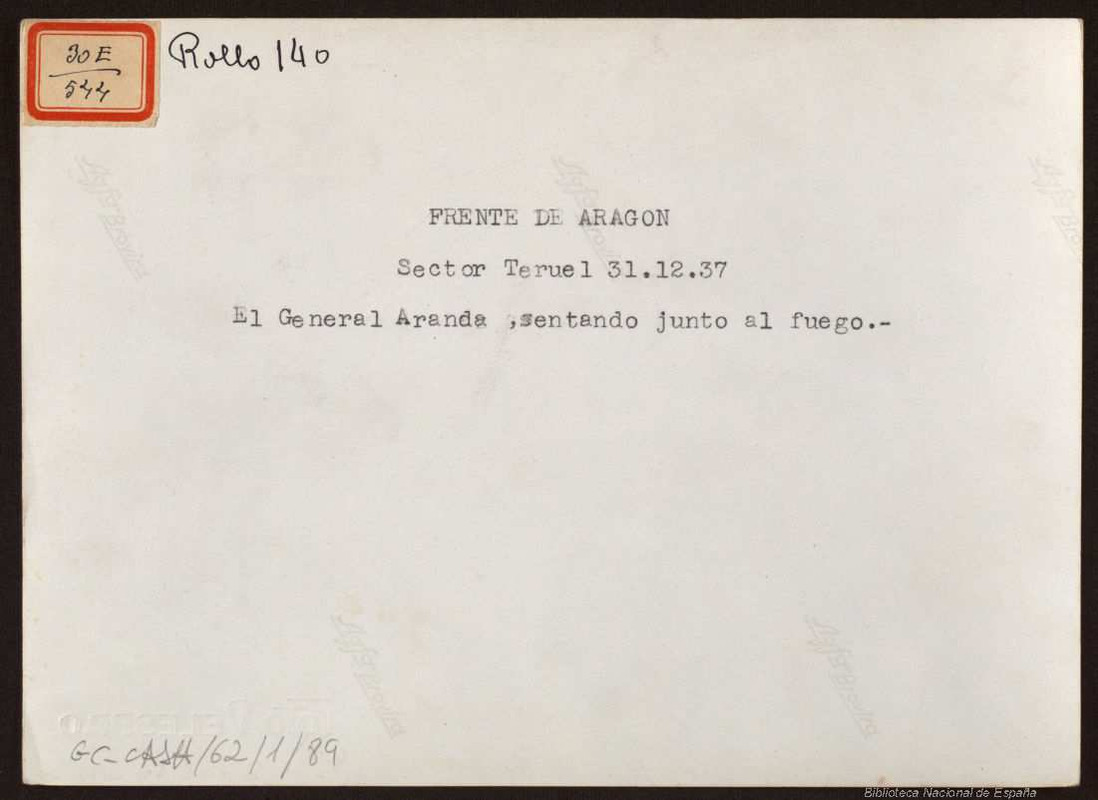 30E
544
Rollo 140
FRENTE DE ARAGON
Sector Teruel 31.12.37
El General Aranda ,sentando junto al fuego.-
GC-CAJA/62/1/89
Biblioteca Nacional de España